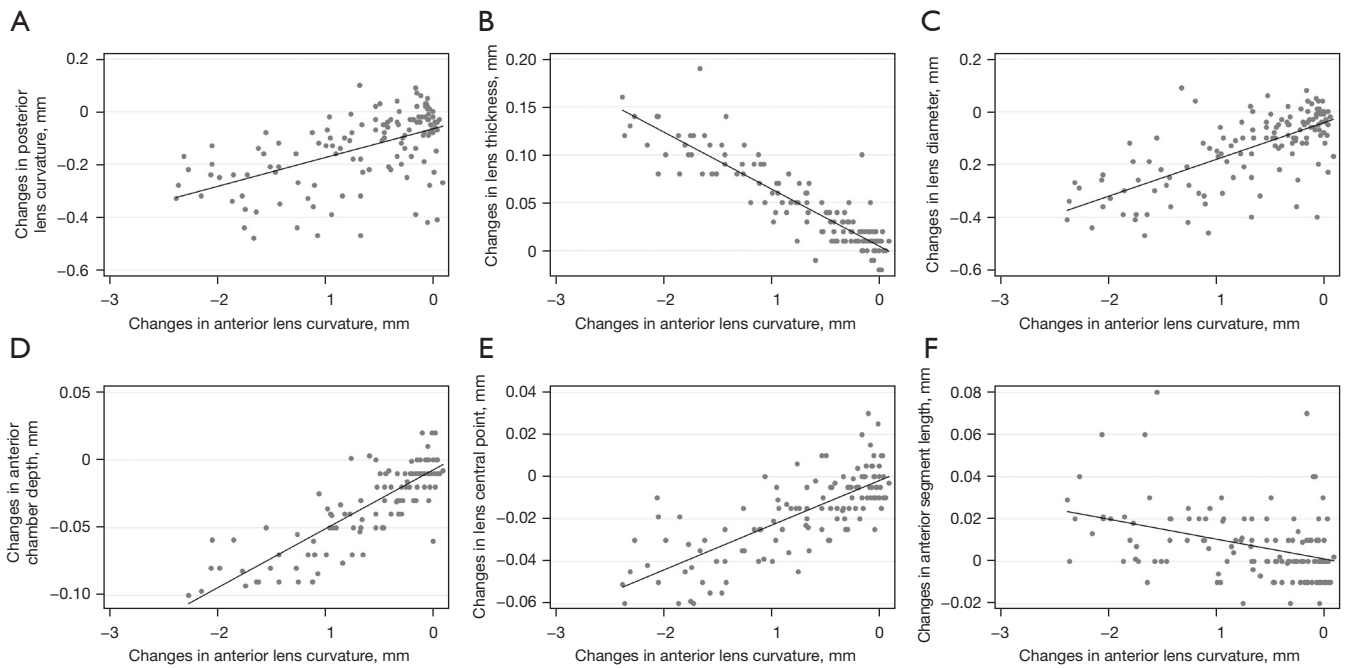 A
Changes in posterior
lens curvature, mm
0.2
0
−0.2
−0.4
−0.6
−3
−2
1
0
Changes in anterior lens curvature, mm
B
Changes in lens thickness, mm
0.20
0.15
0.10
0.05
0
−3
−2
1
0
Changes in anterior lens curvature, mm
C
Changes in lens diameter, mm
0.2
0
0.2
−0.4
−0.6
−3
−2
1
0
Changes in anterior lens curvature, mm
D
Changes in anterior
chamber depth, mm
0.05
0
−0.05
−0.10
−3
−2
1
0
Changes in anterior lens curvature, mm
E
Changes in lens central point, mm
0.04
0.02
0
−0.02
−0.04
−0.06
−3
−2
1
0
Changes in anterior lens curvature, mm
F
Changes in anterior segment length, mm
0.08
0.06
0.04
0.02
0
−0.02
−3
−2
1
0
Changes in anterior lens curvature, mm